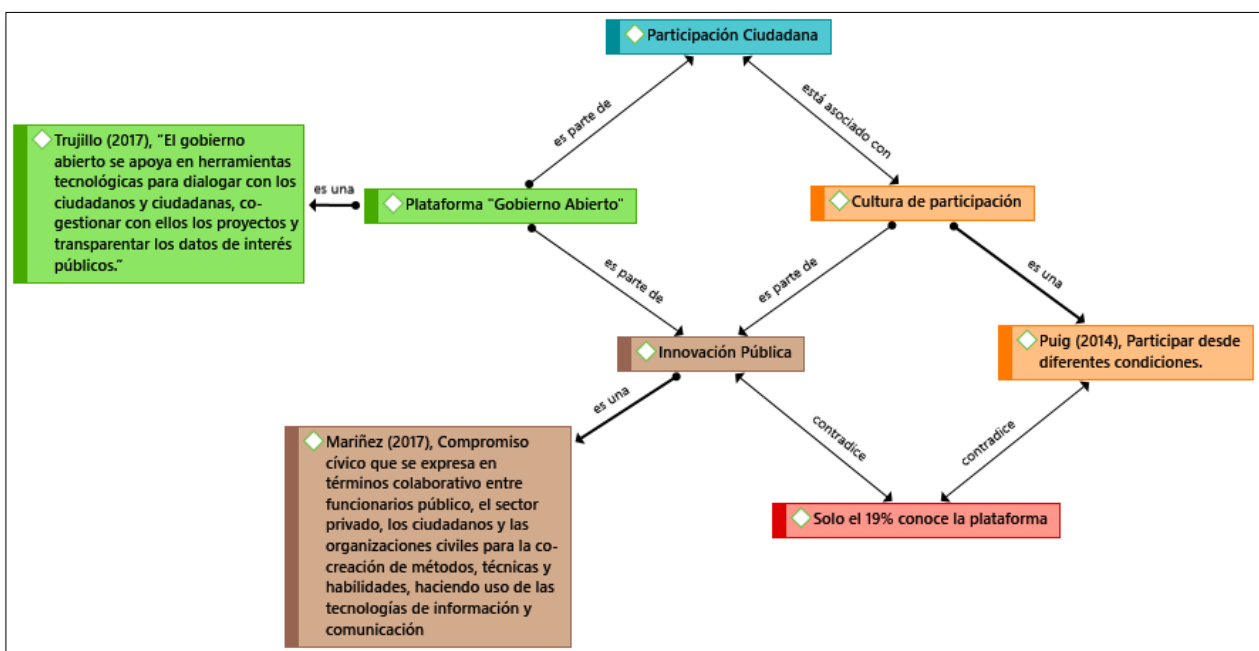 Participación Ciudadana
es parte de
está asociado con
Trujillo (2017), "El gobierno
abierto se apoya en herramientas
tecnológicas para dialogar con los
ciudadanos y ciudadanas, co-
gestionar con ellos los proyectos y
transparentar los datos de interés
públicos."
es una
Plataforma "Gobierno Abierto"
Cultura de participación
es parte de
es parte de
es una
Innovación Pública
Puig (2014), Participar desde
diferentes condiciones.
es una
contradice
contradice
Mariñez (2017), Compromiso
cívico que se expresa en
términos colaborativo entre
funcionarios público, el sector
privado, los ciudadanos y las
organizaciones civiles para la co-
creación de métodos, técnicas y
habilidades, haciendo uso de las
tecnologías de información y
comunicación
Solo el 19% conoce la plataforma